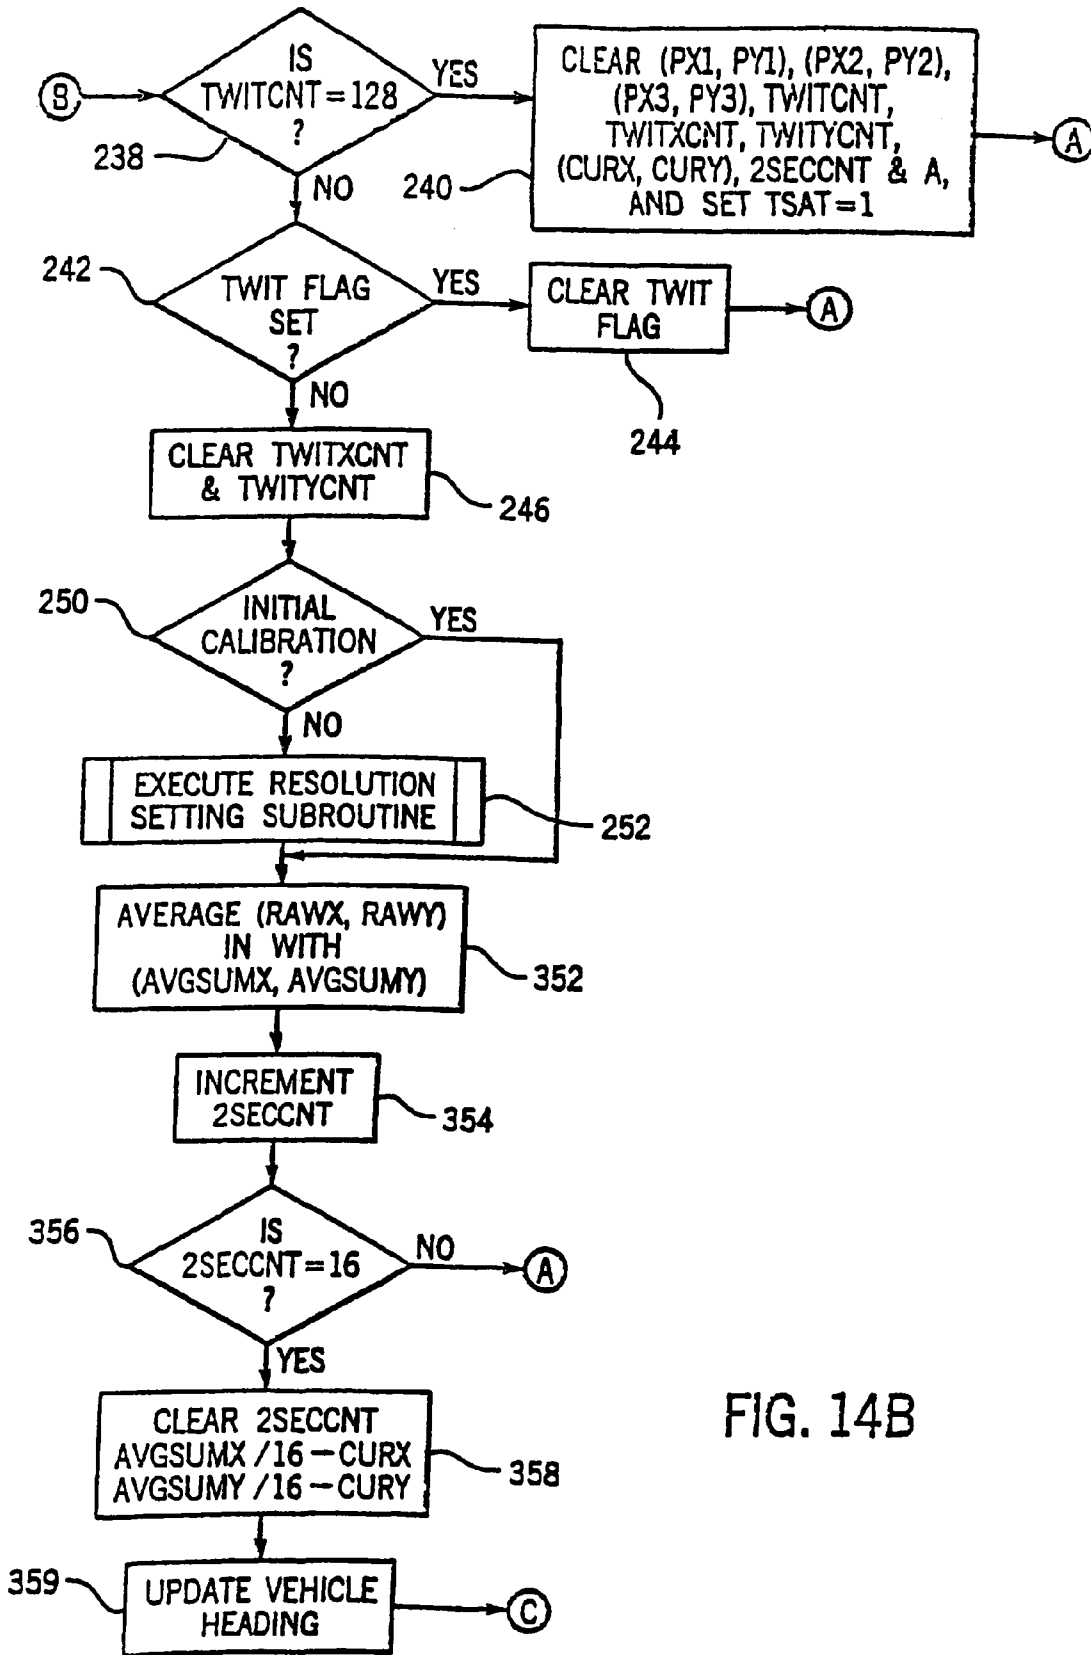 IS
TWITCNT=128
?
YES
B
238
NO
CLEAR (PX1, PY1), (PX2, PY2),
(PX3, PY3), TWITCNT,
TWITXCNT, TWITYCNT,
(CURX, CURY), 2SECCNT & A,
AND SET TSAT=1
240
A
242
TWIT FLAG
SET
?
YES
NO
CLEAR TWIT
FLAG
A
244
CLEAR TWITXCNT
& TWITYCNT
246
250
INITIAL
CALIBRATION
?
YES
NO
EXECUTE RESOLUTION
SETTING SUBROUTINE
252
AVERAGE (RAWX, RAWY)
IN WITH
(AVGSUMX, AVGSUMY)
352
INCREMENT
2SECCNT
354
356
IS
2SECCNT=16
?
NO
A
YES
CLEAR 2SECCNT
AVGSUMX /16-CURX
AVGSUMY /16-CURY
358
359
UPDATE VEHICLE
HEADING
C
FIG. 14B